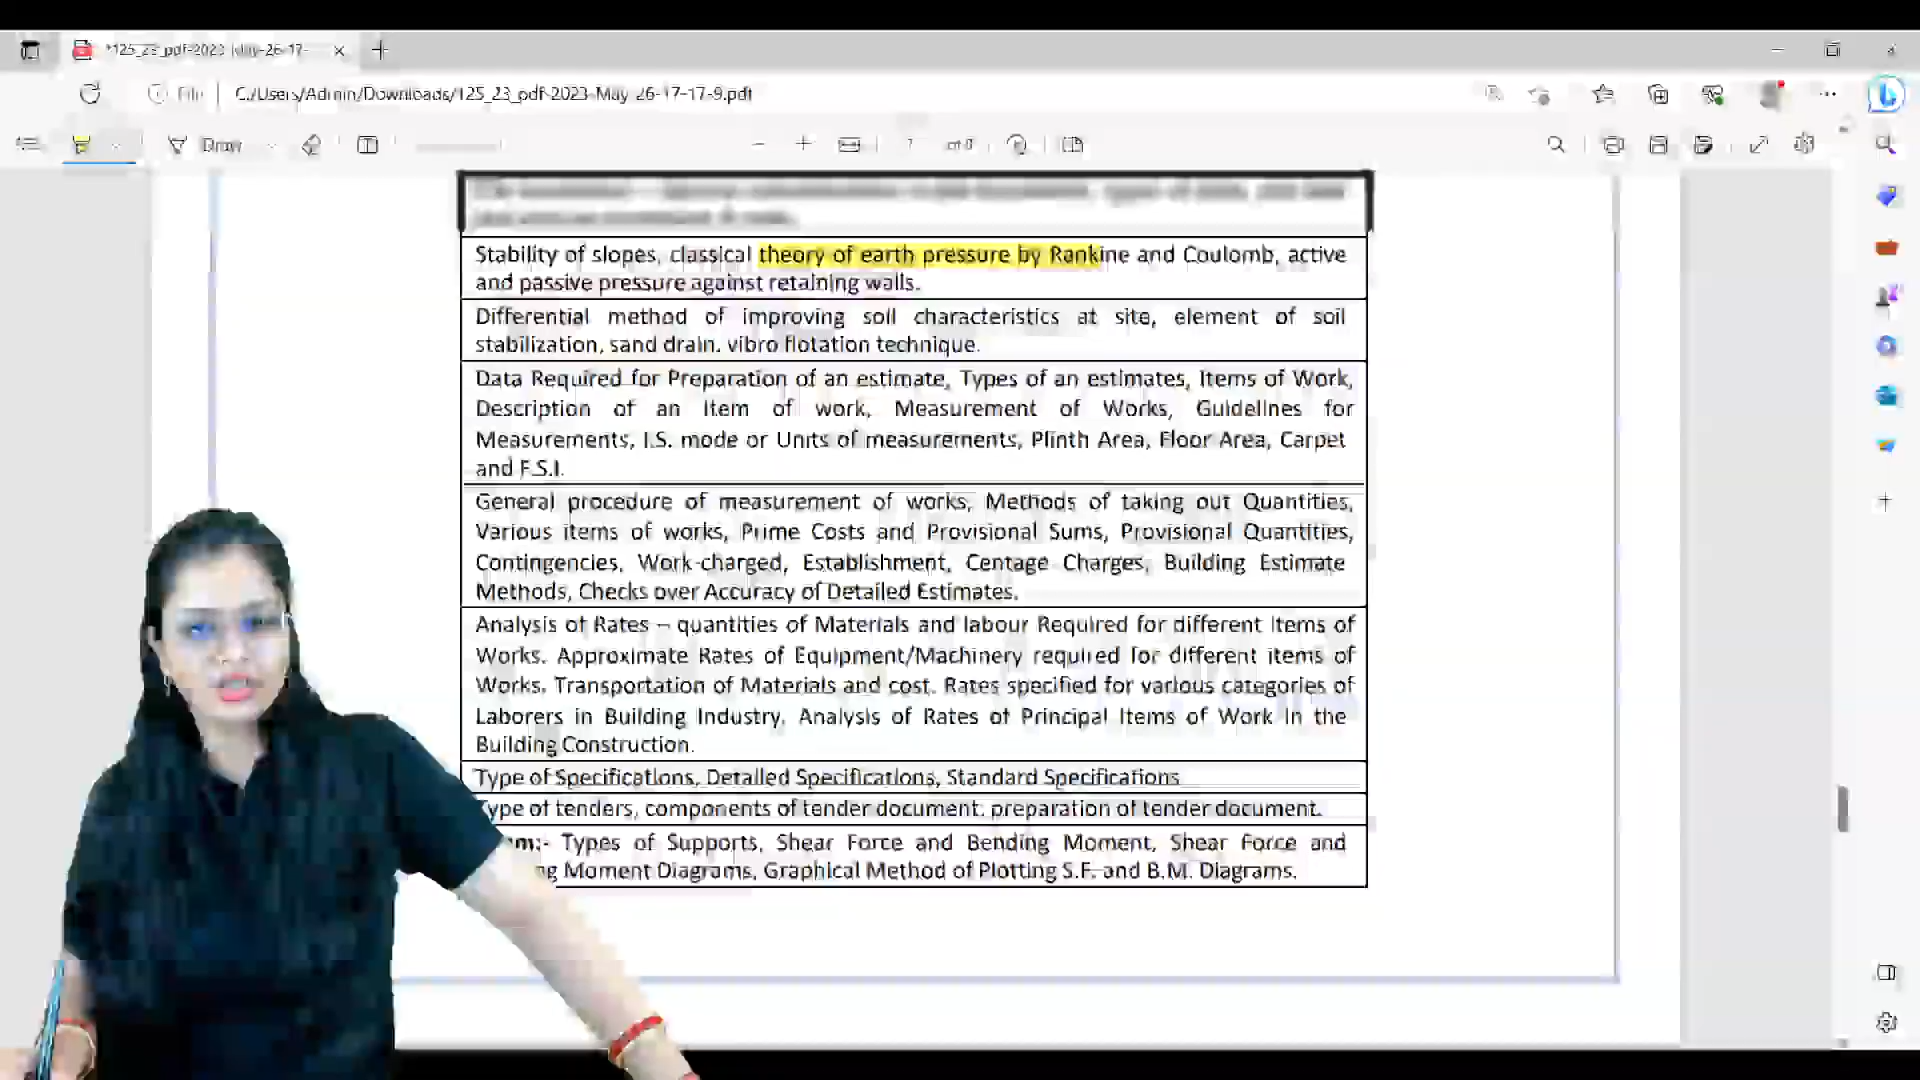 *125_23_pdf-2023-May-26-17-
File
C:/Users/Admin/Downloads/125_23_pdf-2023-May-26-17-17-9.pdf
Draw
Stability of slopes, classical theory of earth pressure by Rankine and Coulomb, active
and passive pressure against retaining walls.
Differential method of improving soil characteristics at site, element of soil
stabilization, sand drain. vibro flotation technique.
Data Required for Preparation of an estimate, Types of an estimates, Items of Work,
Description of an Item of work, Measurement of Works, Guidelines for
Measurements, I.S. mode or Units of measurements, Plinth Area, Floor Area, Carpet
and F.S.I.
General procedure of measurement of works, Methods of taking out Quantities,
Various items of works, Prime Costs and Provisional Sums, Provisional Quantities,
Contingencies, Work-charged, Establishment, Centage Charges, Building Estimate
Methods, Checks over Accuracy of Detailed Estimates.
Analysis of Rates – quantities of Materials and labour Required for different Items of
Works. Approximate Rates of Equipment/Machinery required for different items of
Works. Transportation of Materials and cost. Rates specified for various categories of
Laborers in Building Industry. Analysis of Rates of Principal Items of Work in the
Building Construction.
Type of Specifications, Detailed Specifications, Standard Specifications
ype of tenders, components of tender document. preparation of tender document.
m:- Types of Supports, Shear Force and Bending Moment, Shear Force and
ng Moment Diagrams, Graphical Method of Plotting S.F. and B.M. Diagrams.